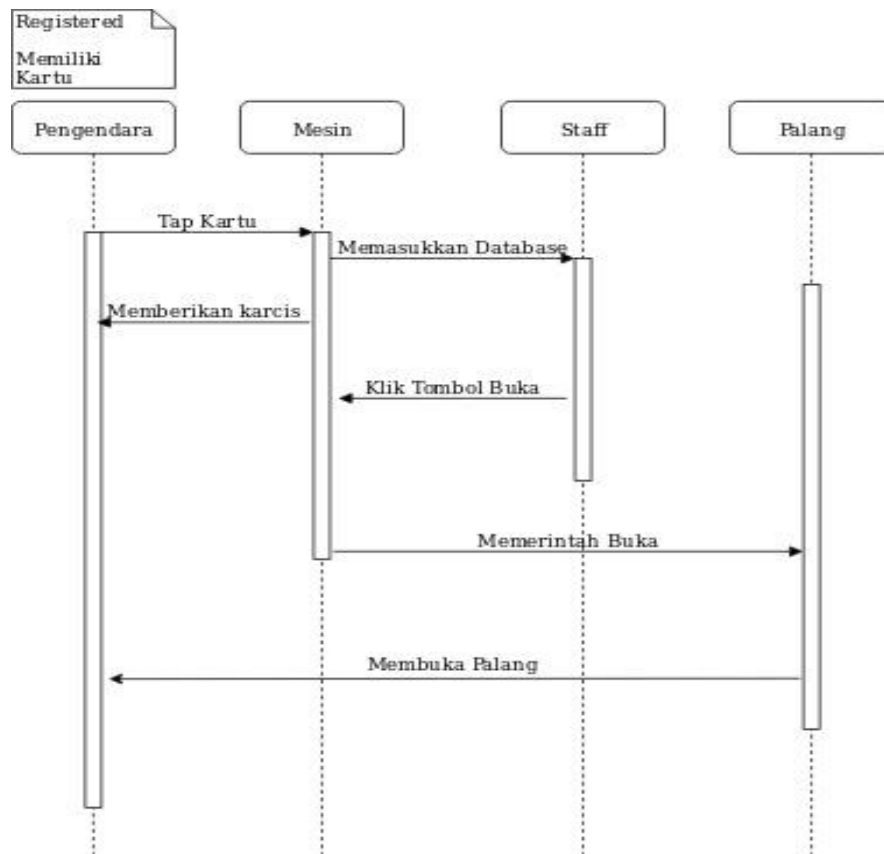 Registered
Memiliki
Kartu
Pengendara
Mesin
Staff
Palang
Tap Kartu
Memasukkan Database
Memberikan karcis
Klik Tombol Buka
Memerintah Buka
Membuka Palang